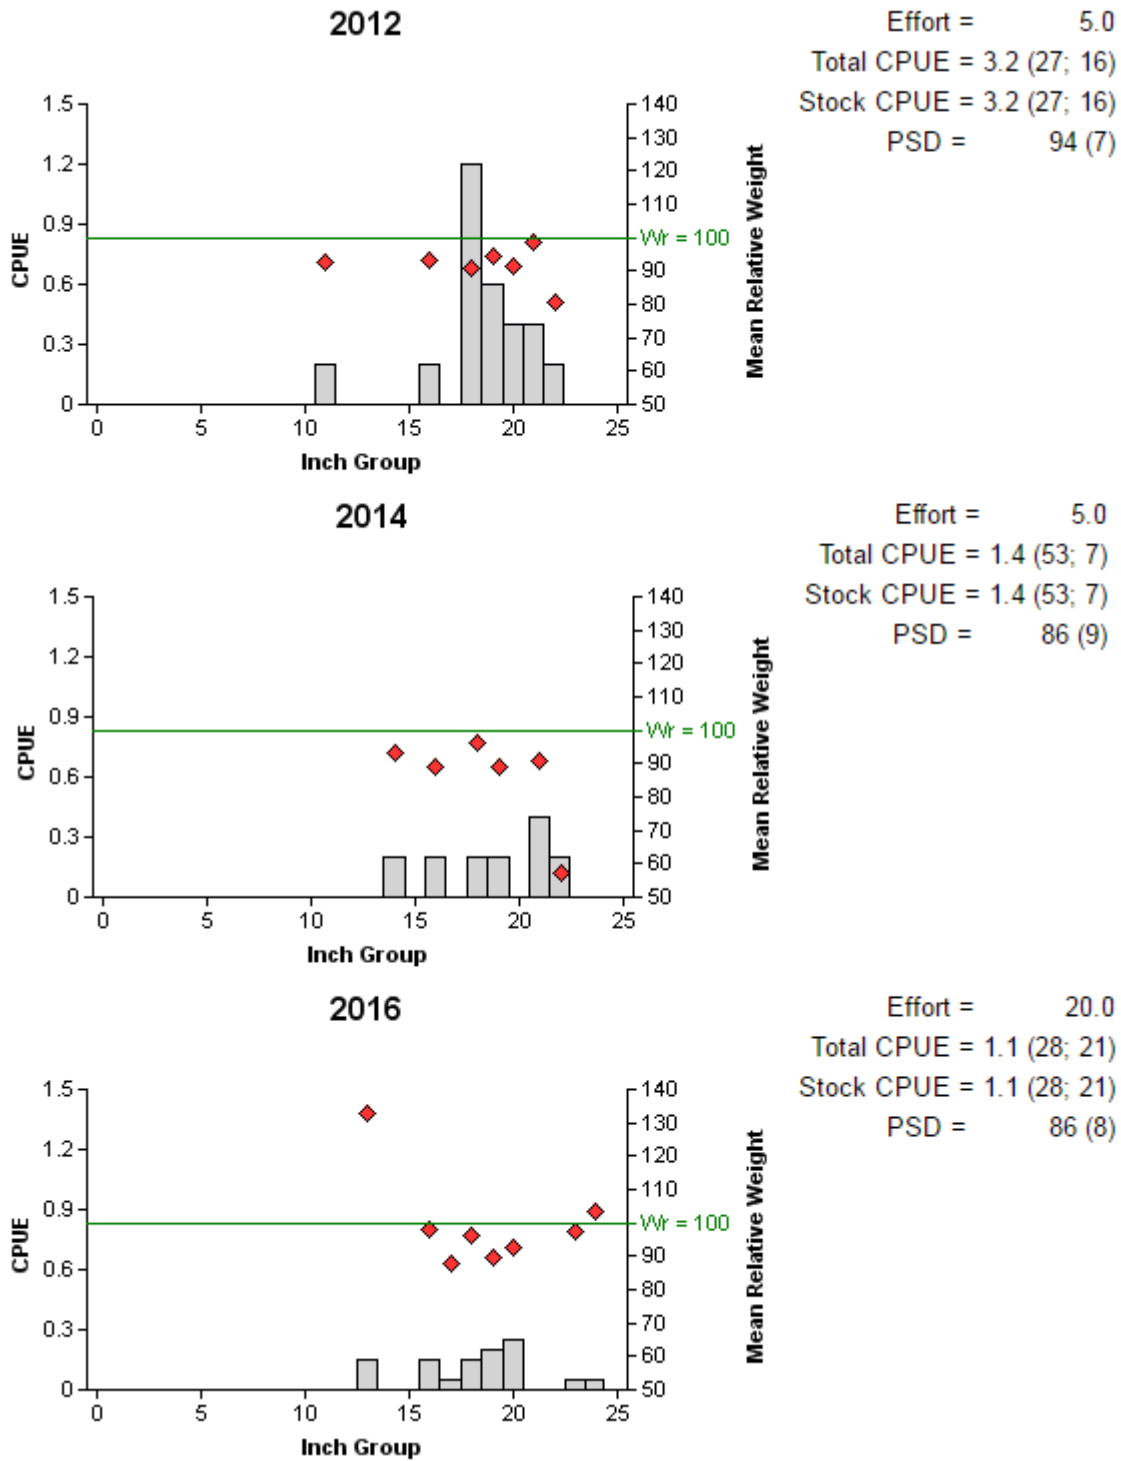 2012
Effort = 5.0
Total CPUE = 3.2 (27; 16)
Stock CPUE = 3.2 (27; 16)
PSD = 94 (7)
1.5
1.2
0.9
0.6
0.3
0
CPUE
140
130
120
110
Wr = 100
90
80
70
60
50
Mean Relative Weight
0 5 10 15 20 25
Inch Group
2014
Effort = 5.0
Total CPUE = 1.4 (53; 7)
Stock CPUE = 1.4 (53; 7)
PSD = 86 (9)
1.5
1.2
0.9
0.6
0.3
0
CPUE
140
130
120
110
Wr = 100
90
80
70
60
50
Mean Relative Weight
0 5 10 15 20 25
Inch Group
2016
Effort = 20.0
Total CPUE = 1.1 (28; 21)
Stock CPUE = 1.1 (28; 21)
PSD = 86 (8)
1.5
1.2
0.9
0.6
0.3
0
CPUE
140
130
120
110
Wr = 100
90
80
70
60
50
Mean Relative Weight
0 5 10 15 20 25
Inch Group